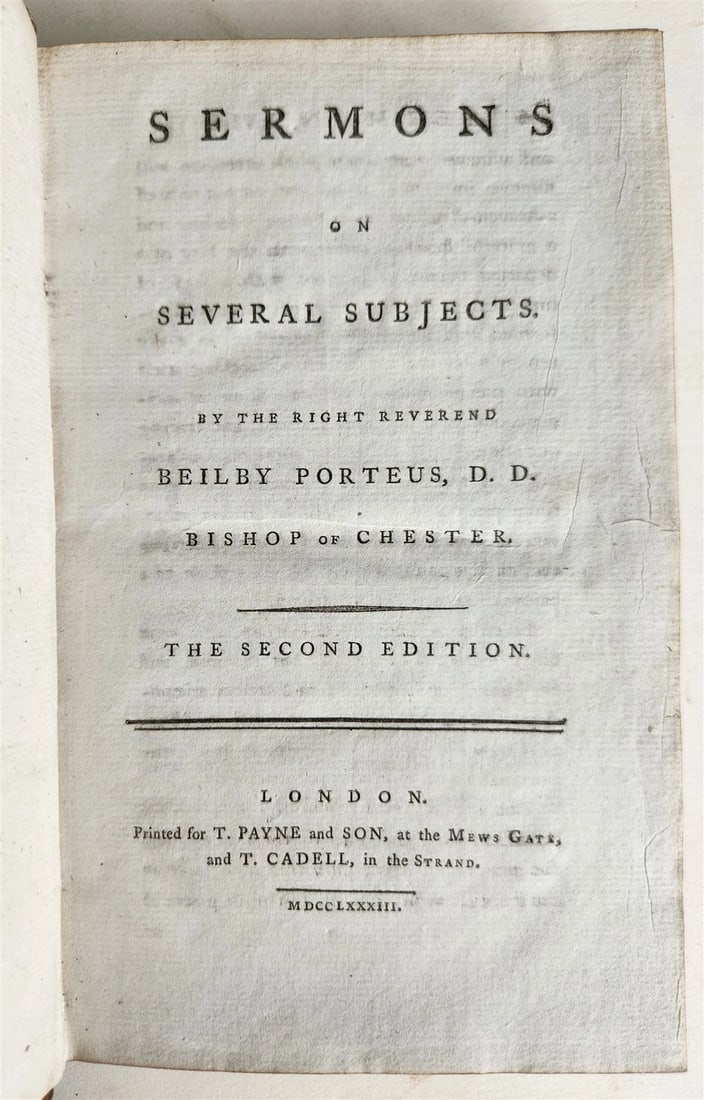 SERMONS
ON
SEVERAL SUBJECTS.
BY THE RIGHT REVEREND
BEILBY PORTEUS, D. D.
BISHOP OF CHESTER.
THE SECOND EDITION.
LONDON.
Printed for T. PAYNE and SON, at the MEWS GATE,
and T. CADELL, in the STRAND.
MDCCLXXXIII.